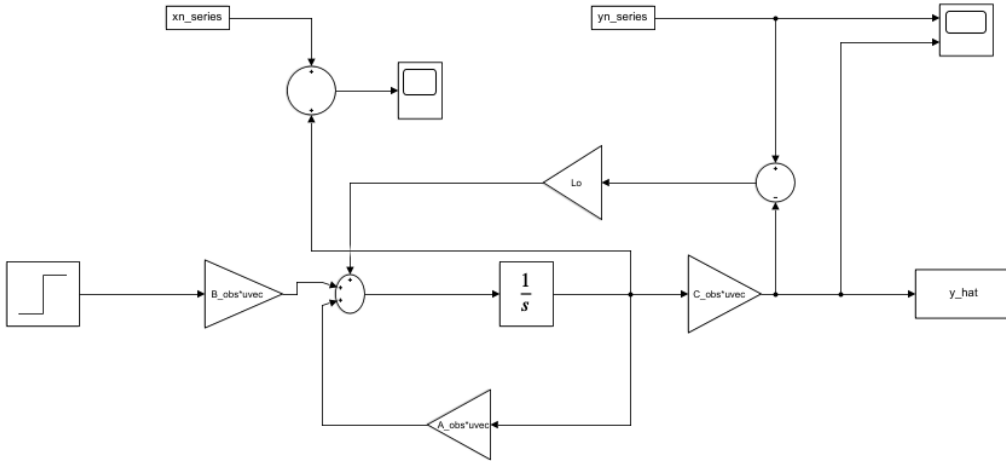 xn_series
yn_series
+
+
+
-
Lo
+
+
+
B_obs*uvec
1
s
C_obs*uvec
y_hat
A_obs*uvec